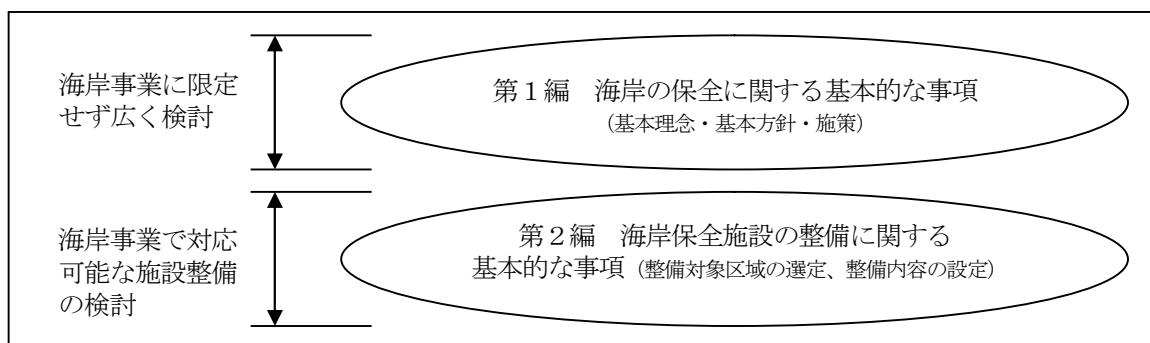 海岸事業に限定
せず広く検討
第1編 海岸の保全に関する基本的な事項
(基本理念・基本方針・施策)
海岸事業で対応
可能な施設整備
の検討
第2編 海岸保全施設の整備に関する
基本的な事項(整備対象区域の選定、整備内容の設定)